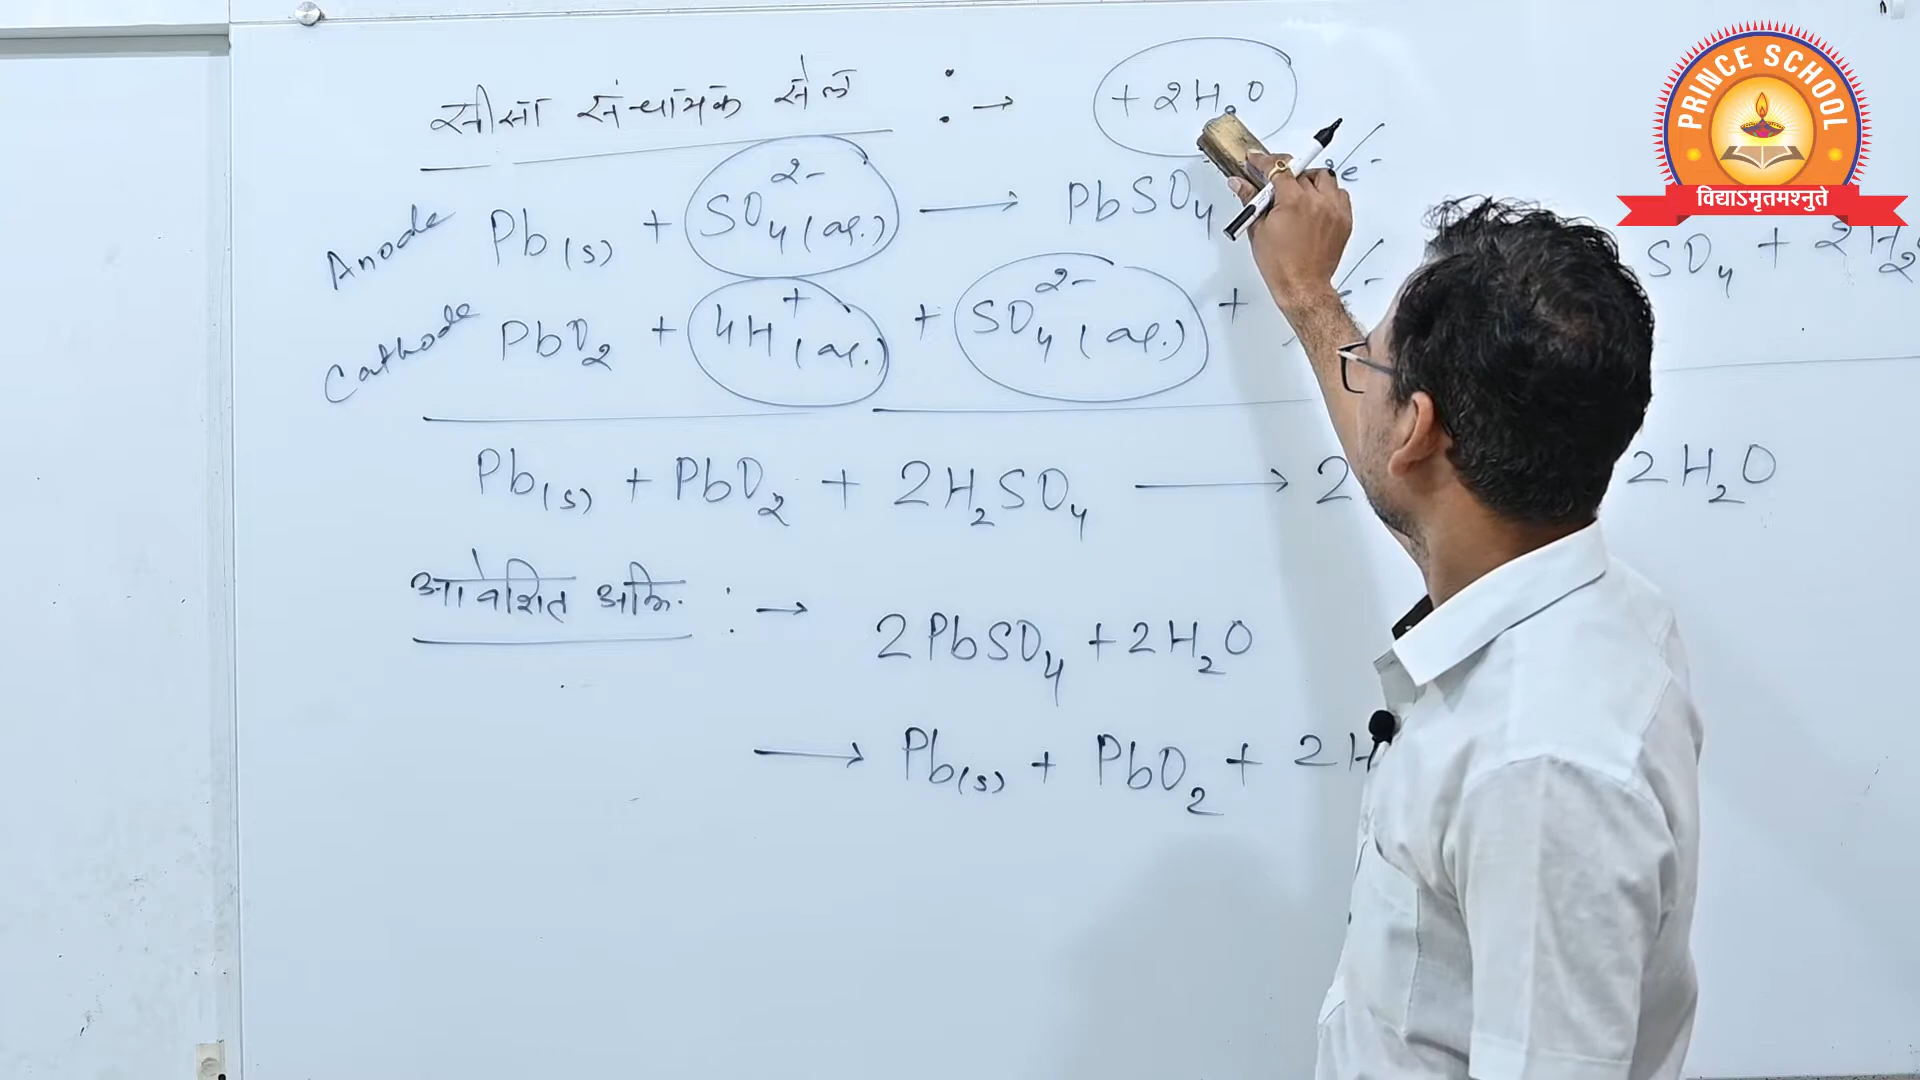 सीसा संचायक सेल :→ + 2H₂O
Anode Pb(s) + SO₄²⁻(aq.) ⟶ PbSO₄ e⁻
Cathode PbO₂ + 4H⁺(aq.) + SO₄²⁻(aq.) + e⁻ SO₄ + 2H₂
Pb(s) + PbO₂ + 2H₂SO₄ ⟶ 2 2H₂O
आवेशित अभि. :→ 2PbSO₄ + 2H₂O
⟶ Pb(s) + PbO₂ + 2H
PRINCE SCHOOL
विद्याऽमृतमश्नुते